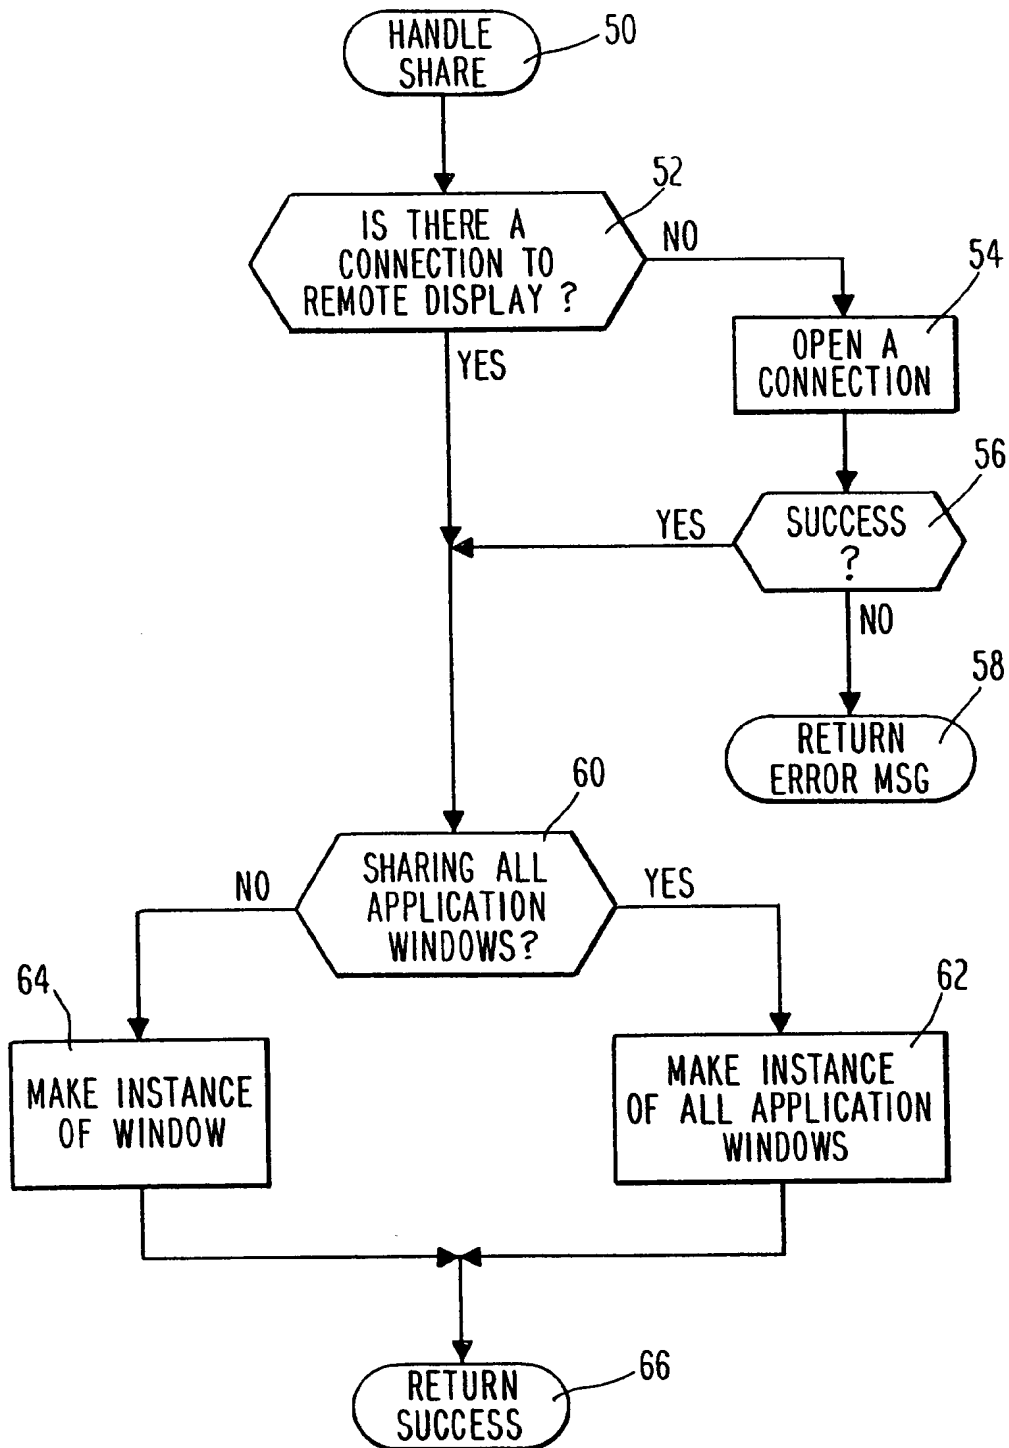 HANDLE
SHARE
50
52
IS THERE A
CONNECTION TO
REMOTE DISPLAY ?
NO
YES
54
OPEN A
CONNECTION
56
SUCCESS
?
YES
NO
58
RETURN
ERROR MSG
60
SHARING ALL
APPLICATION
WINDOWS?
NO
YES
64
MAKE INSTANCE
OF WINDOW
62
MAKE INSTANCE
OF ALL APPLICATION
WINDOWS
66
RETURN
SUCCESS